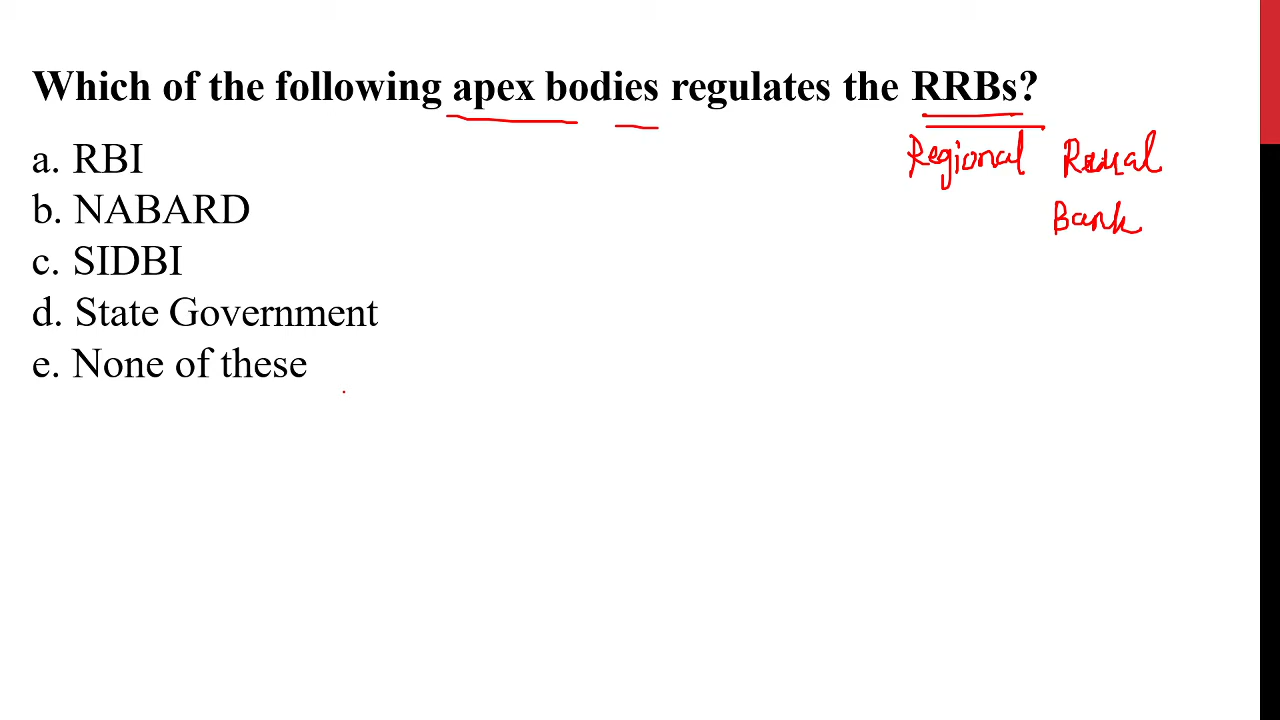 Which of the following apex bodies regulates the RRBs?
a. RBI
Regional Rural
b. NABARD
Bank
c. SIDBI
d. State Government
e. None of these